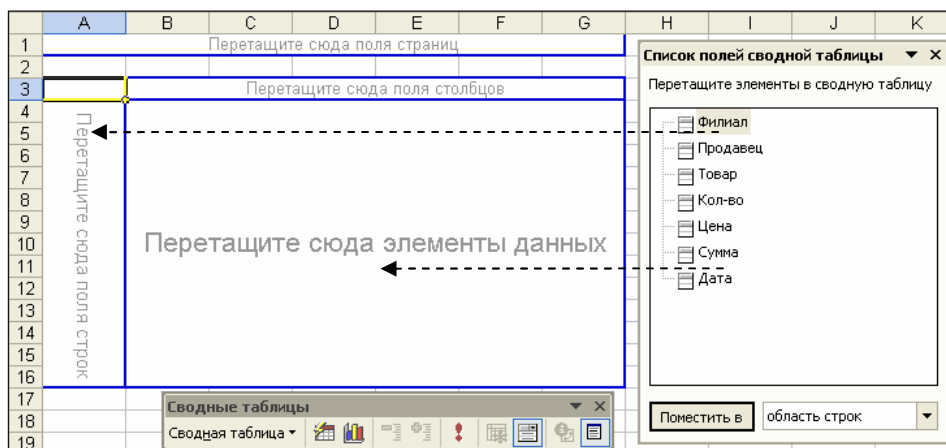 A B C D E F G H I J K
1 Перетащите сюда поля страниц
2
3 Перетащите сюда поля столбцов
4
5
6
7
8
9
10
11
12
13
14
15
16
17
18
19
Перетащите сюда поля строк
Перетащите сюда элементы данных
Список полей сводной таблицы
Перетащите элементы в сводную таблицу
Филиал
Продавец
Товар
Кол-во
Цена
Сумма
Дата
Поместить в область строк
Сводные таблицы
Сводная таблица